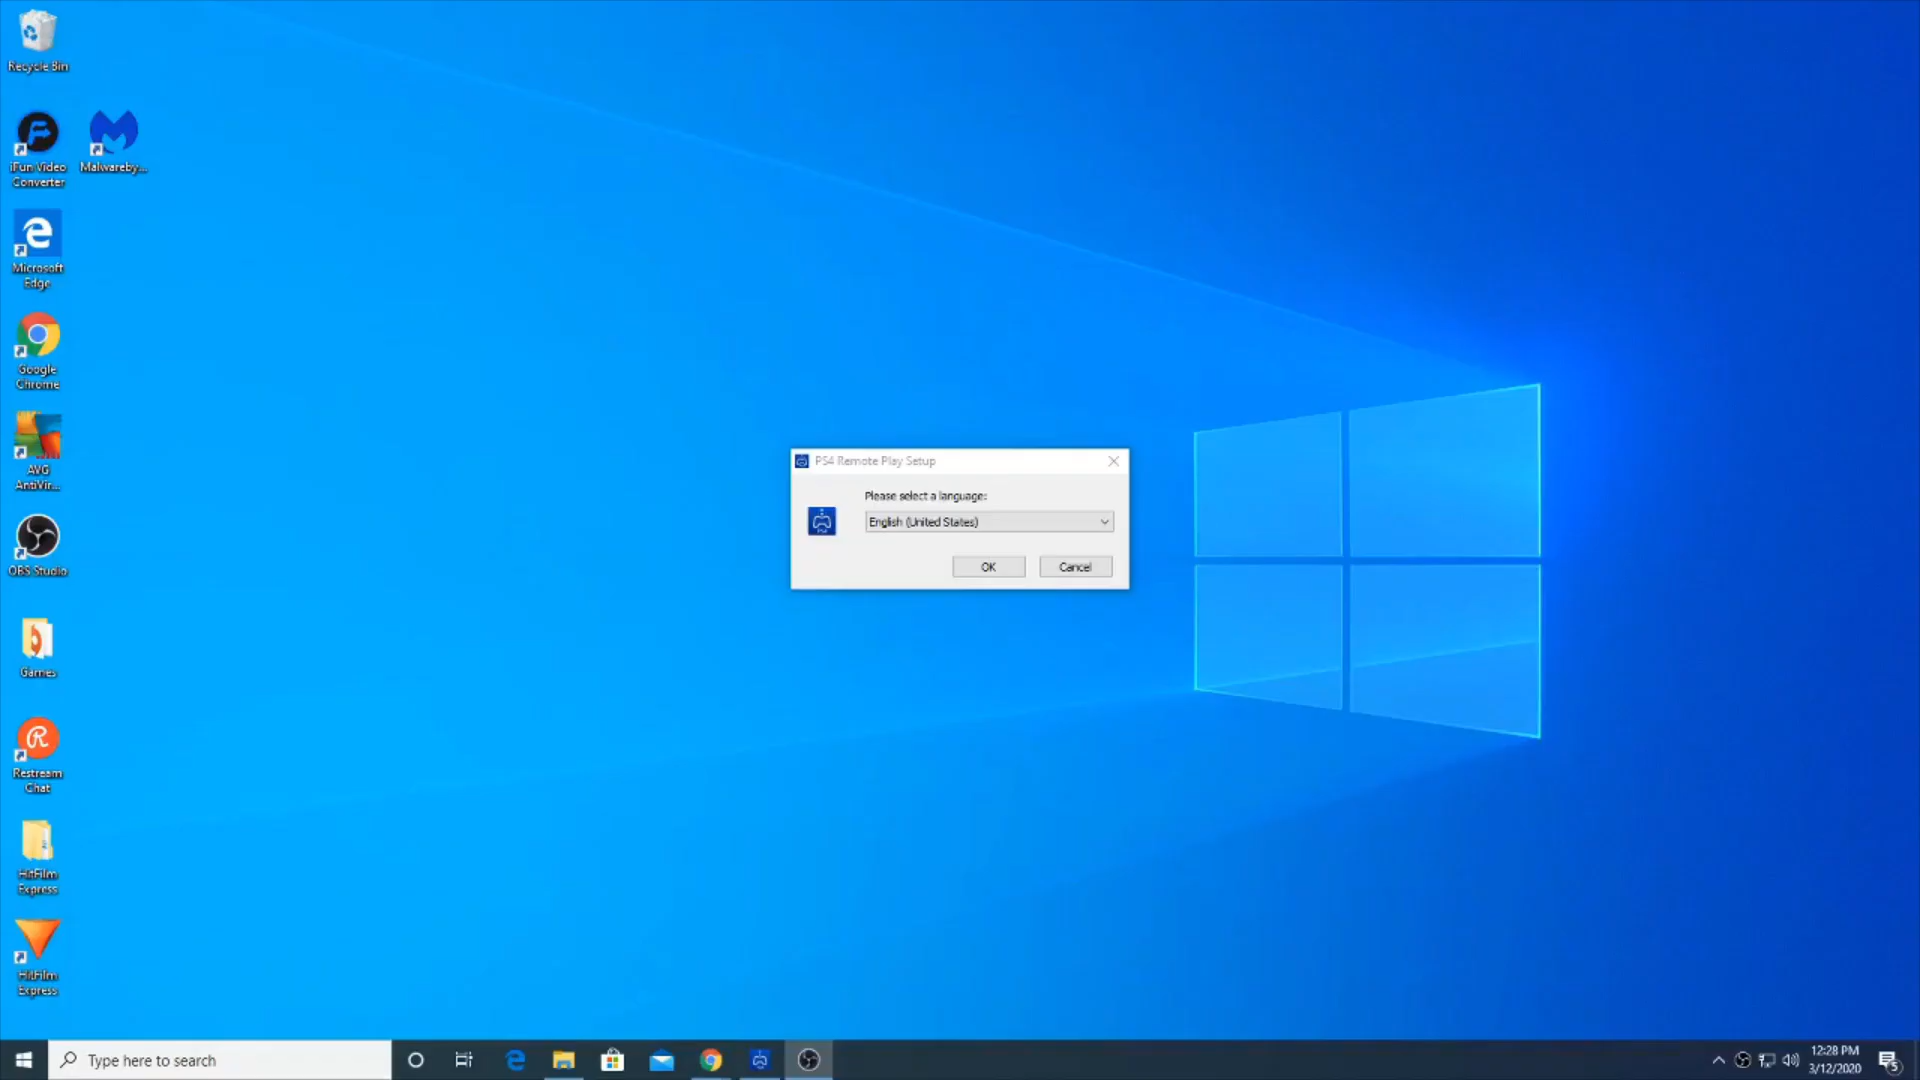 Recycle Bin
iFun Video
Converter
Malwareby...
Microsoft
Edge
Google
Chrome
AVG
AntiVir...
OBS Studio
Games
Restream
Chat
HitFilm
Express
HitFilm
Express
PS4 Remote Play Setup
Please select a language:
English (United States)
OK
Cancel
Type here to search
12:28 PM
3/12/2020
5